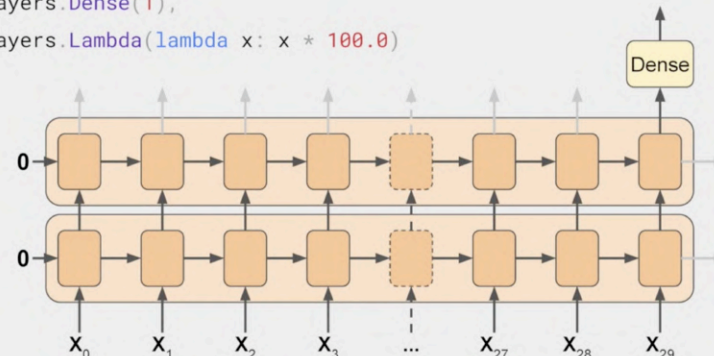 ayers.Dense(1),
ayers.Lambda(lambda x: x * 100.0)
Dense
0
0
X0 X1 X2 X3 ... X27 X28 X29